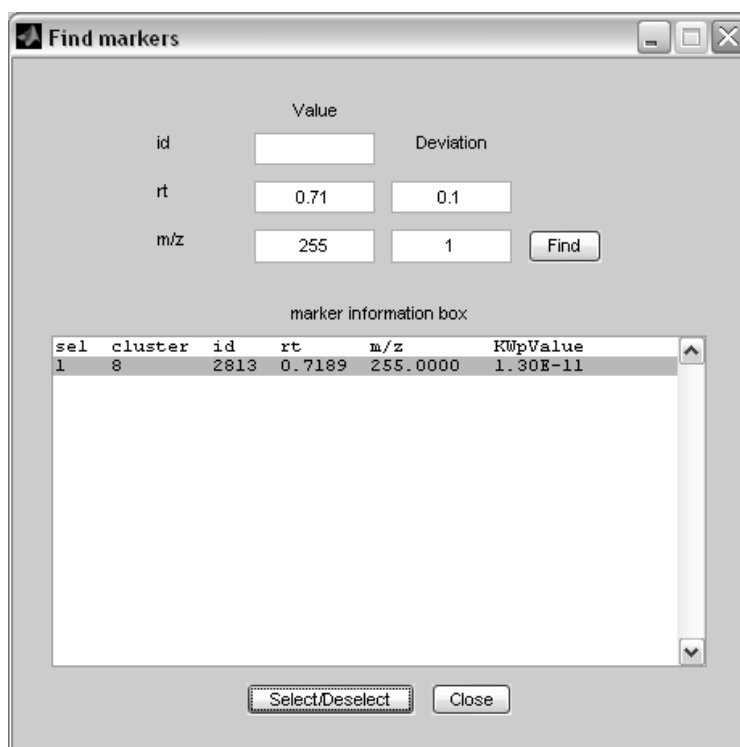 Find markers
Value
id Deviation
rt 0.71 0.1
m/z 255 1 Find
marker information box
sel cluster id rt m/z KWpValue
1 8 2813 0.7189 255.0000 1.30E-11
Select/Deselect Close